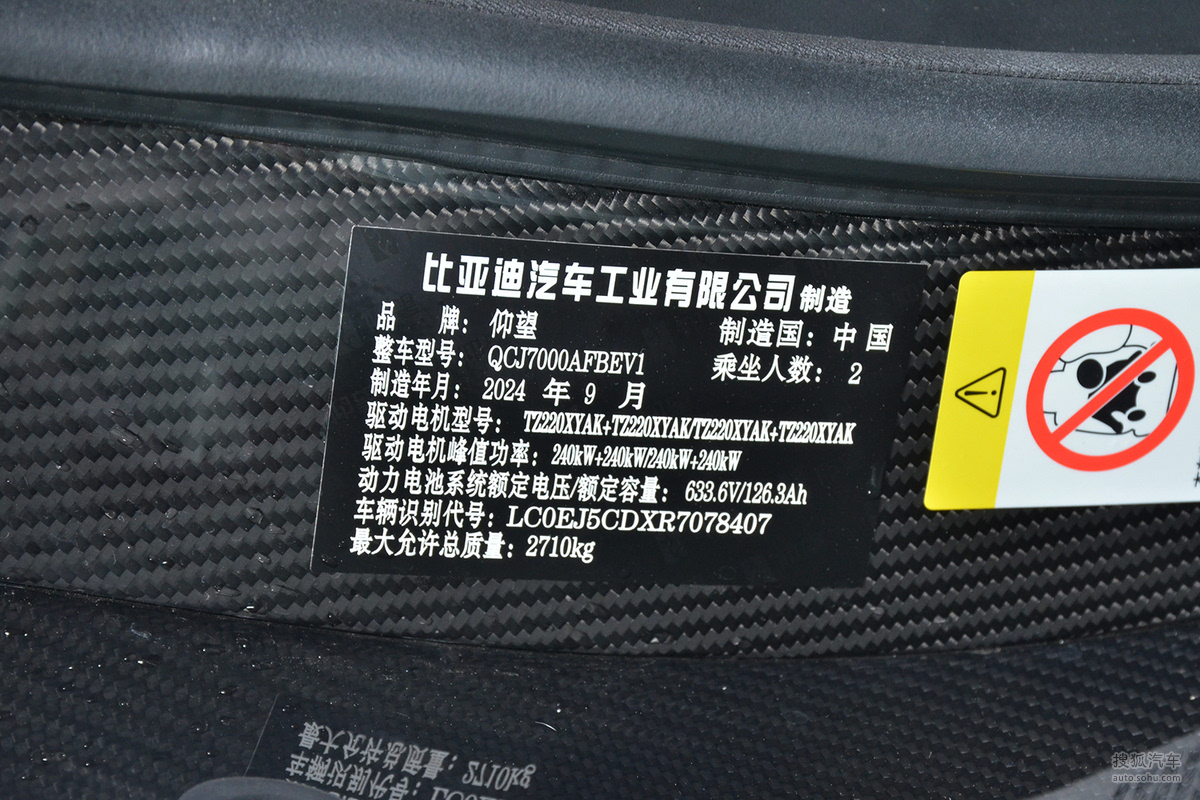 比亚迪汽车工业有限公司 制造
品 牌: 仰望 制造国: 中国
整车型号: QCJ7000AFBEV1 乘坐人数: 2
制造年月: 2024 年 9 月
驱动电机型号: TZ220XYAK+TZ220XYAK/TZ220XYAK+TZ220XYAK
驱动电机峰值功率: 240kW+240kW/240kW+240kW
动力电池系统额定电压/额定容量: 633.6V/126.3Ah
车辆识别代号: LC0EJ5CDXR7078407
最大允许总质量: 2710kg
搜狐汽车
auto.sohu.com